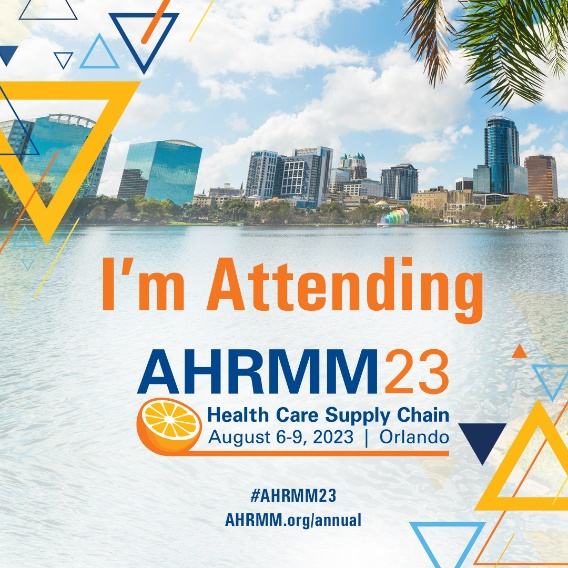 I'm Attending
AHRMM23
Health Care Supply Chain
August 6-9, 2023 | Orlando
#AHRMM23
AHRMM.org/annual